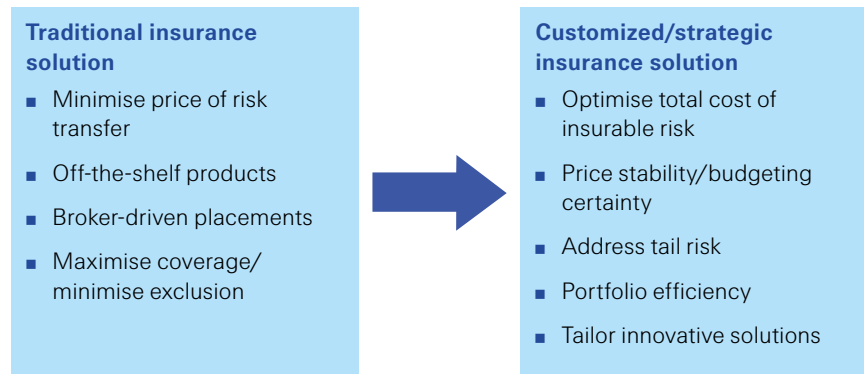 Traditional insurance
solution
■ Minimise price of risk
transfer
■ Off-the-shelf products
■ Broker-driven placements
■ Maximise coverage/
minimise exclusion
Customized/strategic
insurance solution
■ Optimise total cost of
insurable risk
■ Price stability/budgeting
certainty
■ Address tail risk
■ Portfolio efficiency
■ Tailor innovative solutions